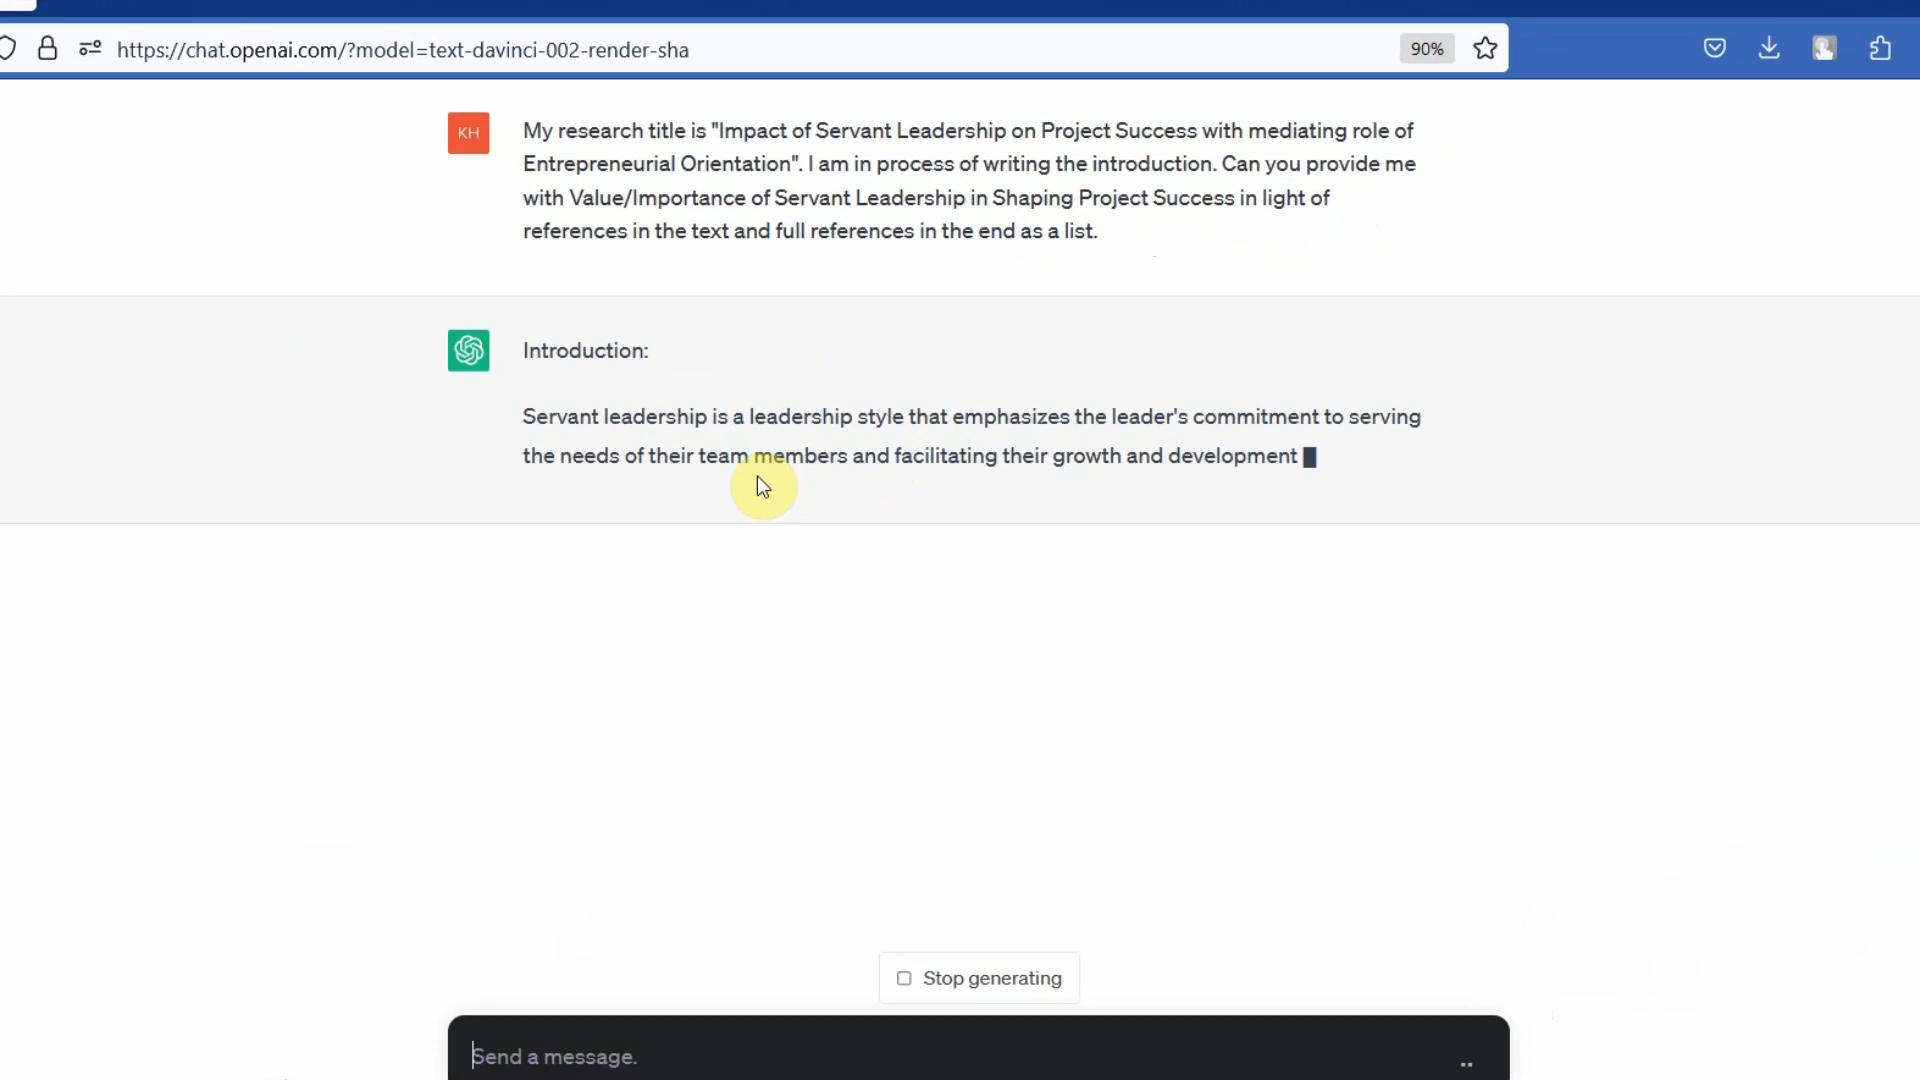 https://chat.openai.com/?model=text-davinci-002-render-sha
90%
KH
My research title is "Impact of Servant Leadership on Project Success with mediating role of
Entrepreneurial Orientation". I am in process of writing the introduction. Can you provide me
with Value/Importance of Servant Leadership in Shaping Project Success in light of
references in the text and full references in the end as a list.
Introduction:
Servant leadership is a leadership style that emphasizes the leader's commitment to serving
the needs of their team members and facilitating their growth and development
Stop generating
Send a message.